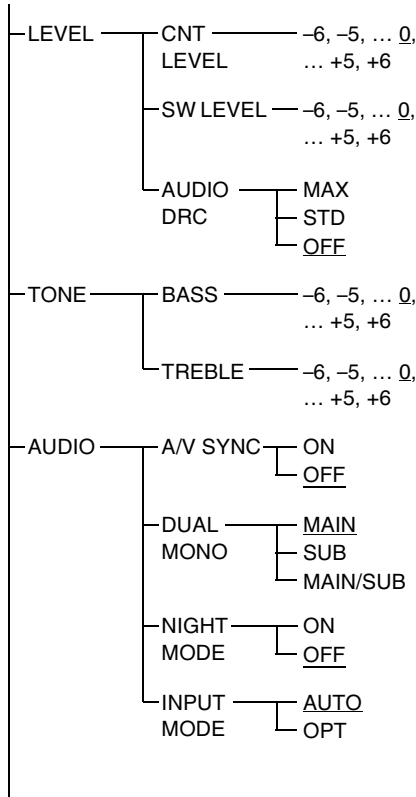 LEVEL CNT –6, –5, … 0,
LEVEL … +5, +6
SW LEVEL –6, –5, … 0,
… +5, +6
AUDIO MAX
DRC STD
OFF
TONE BASS –6, –5, … 0,
… +5, +6
TREBLE –6, –5, … 0,
… +5, +6
AUDIO A/V SYNC ON
OFF
DUAL MAIN
MONO SUB
MAIN/SUB
NIGHT ON
MODE OFF
INPUT AUTO
MODE OPT